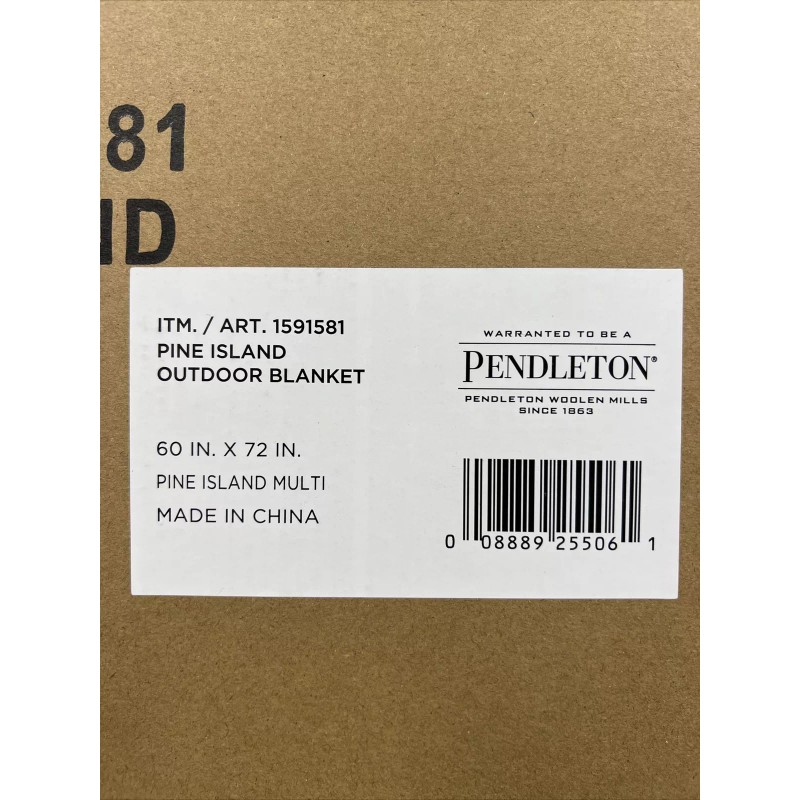 81
ND
ITM. / ART. 1591581
PINE ISLAND
OUTDOOR BLANKET
60 IN. X 72 IN.
PINE ISLAND MULTI
MADE IN CHINA
WARRANTED TO BE A
PENDLETON®
PENDLETON WOOLEN MILLS
SINCE 1863
0 08889 25506 1